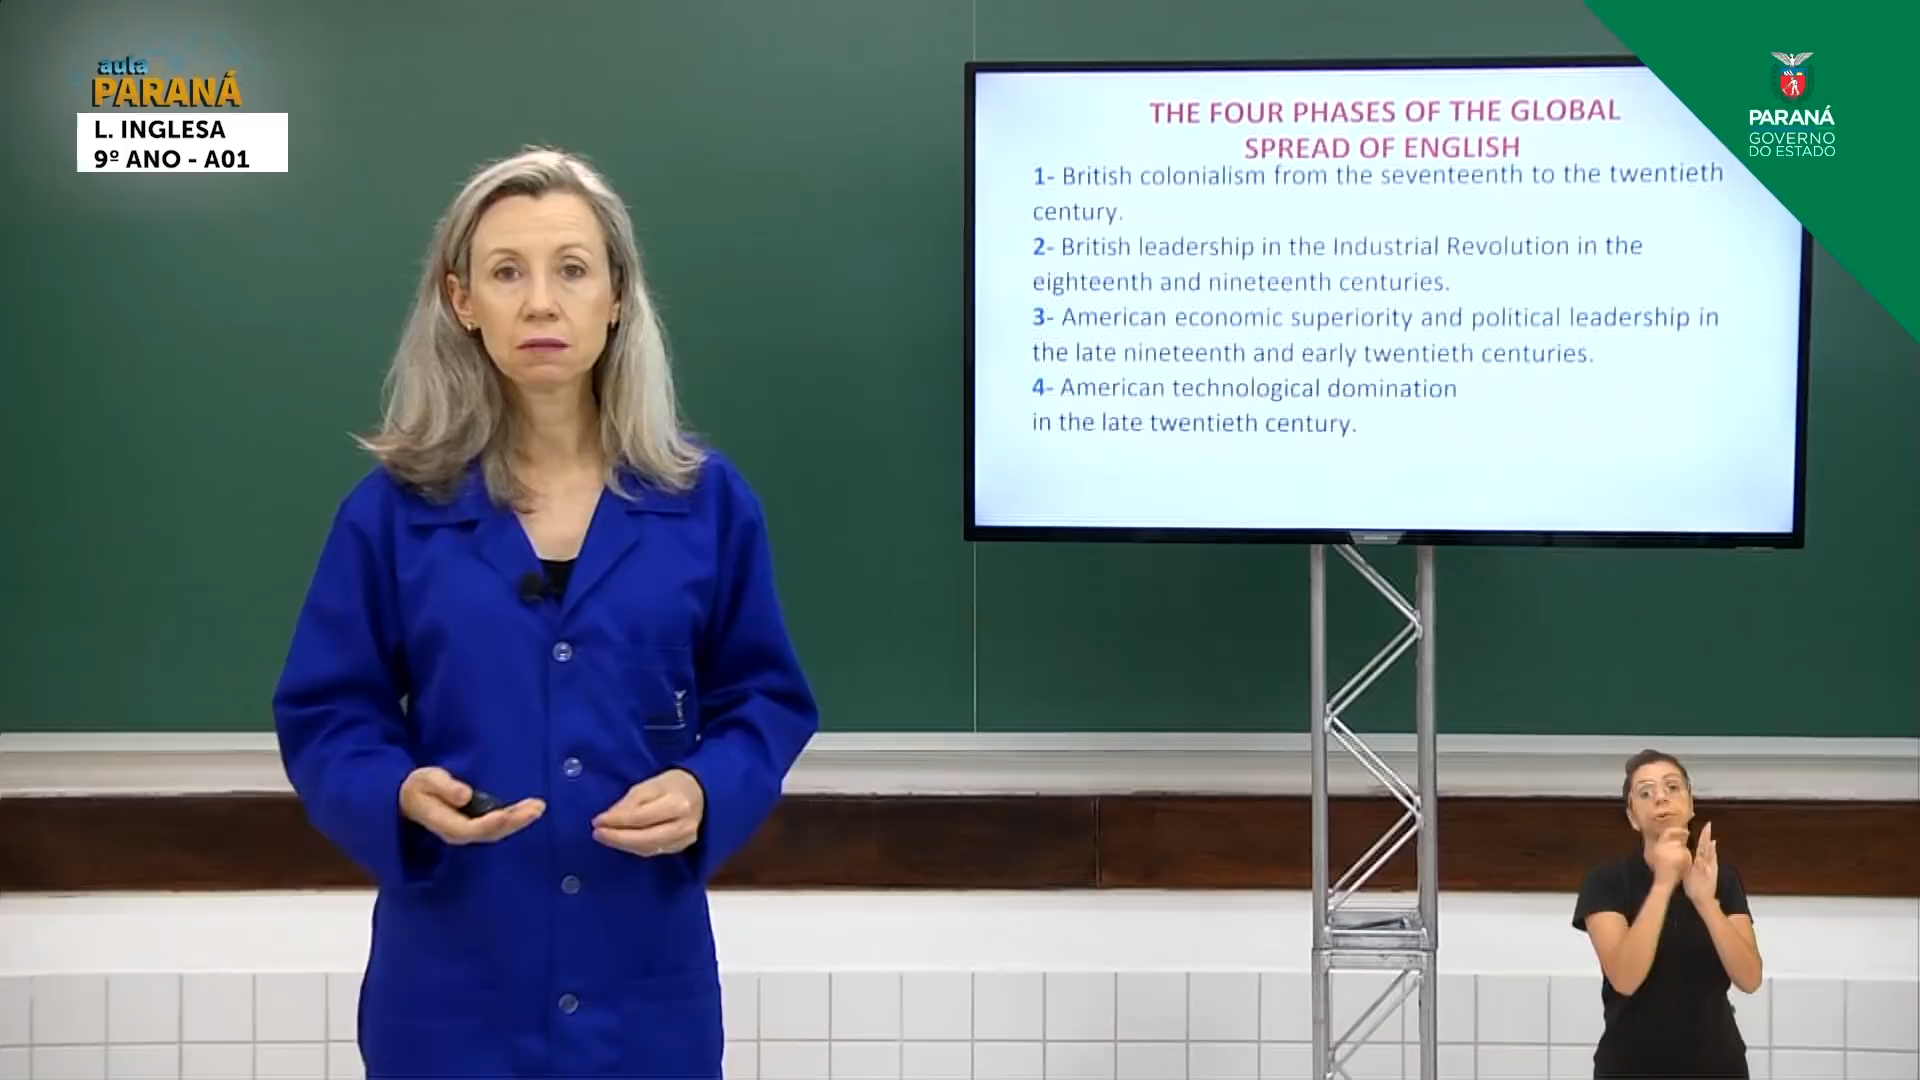 aula
PARANÁ
L. INGLESA
9º ANO - A01
THE FOUR PHASES OF THE GLOBAL
SPREAD OF ENGLISH
1- British colonialism from the seventeenth to the twentieth
century.
2- British leadership in the Industrial Revolution in the
eighteenth and nineteenth centuries.
3- American economic superiority and political leadership in
the late nineteenth and early twentieth centuries.
4- American technological domination
in the late twentieth century.
PARANÁ
GOVERNO
DO ESTADO